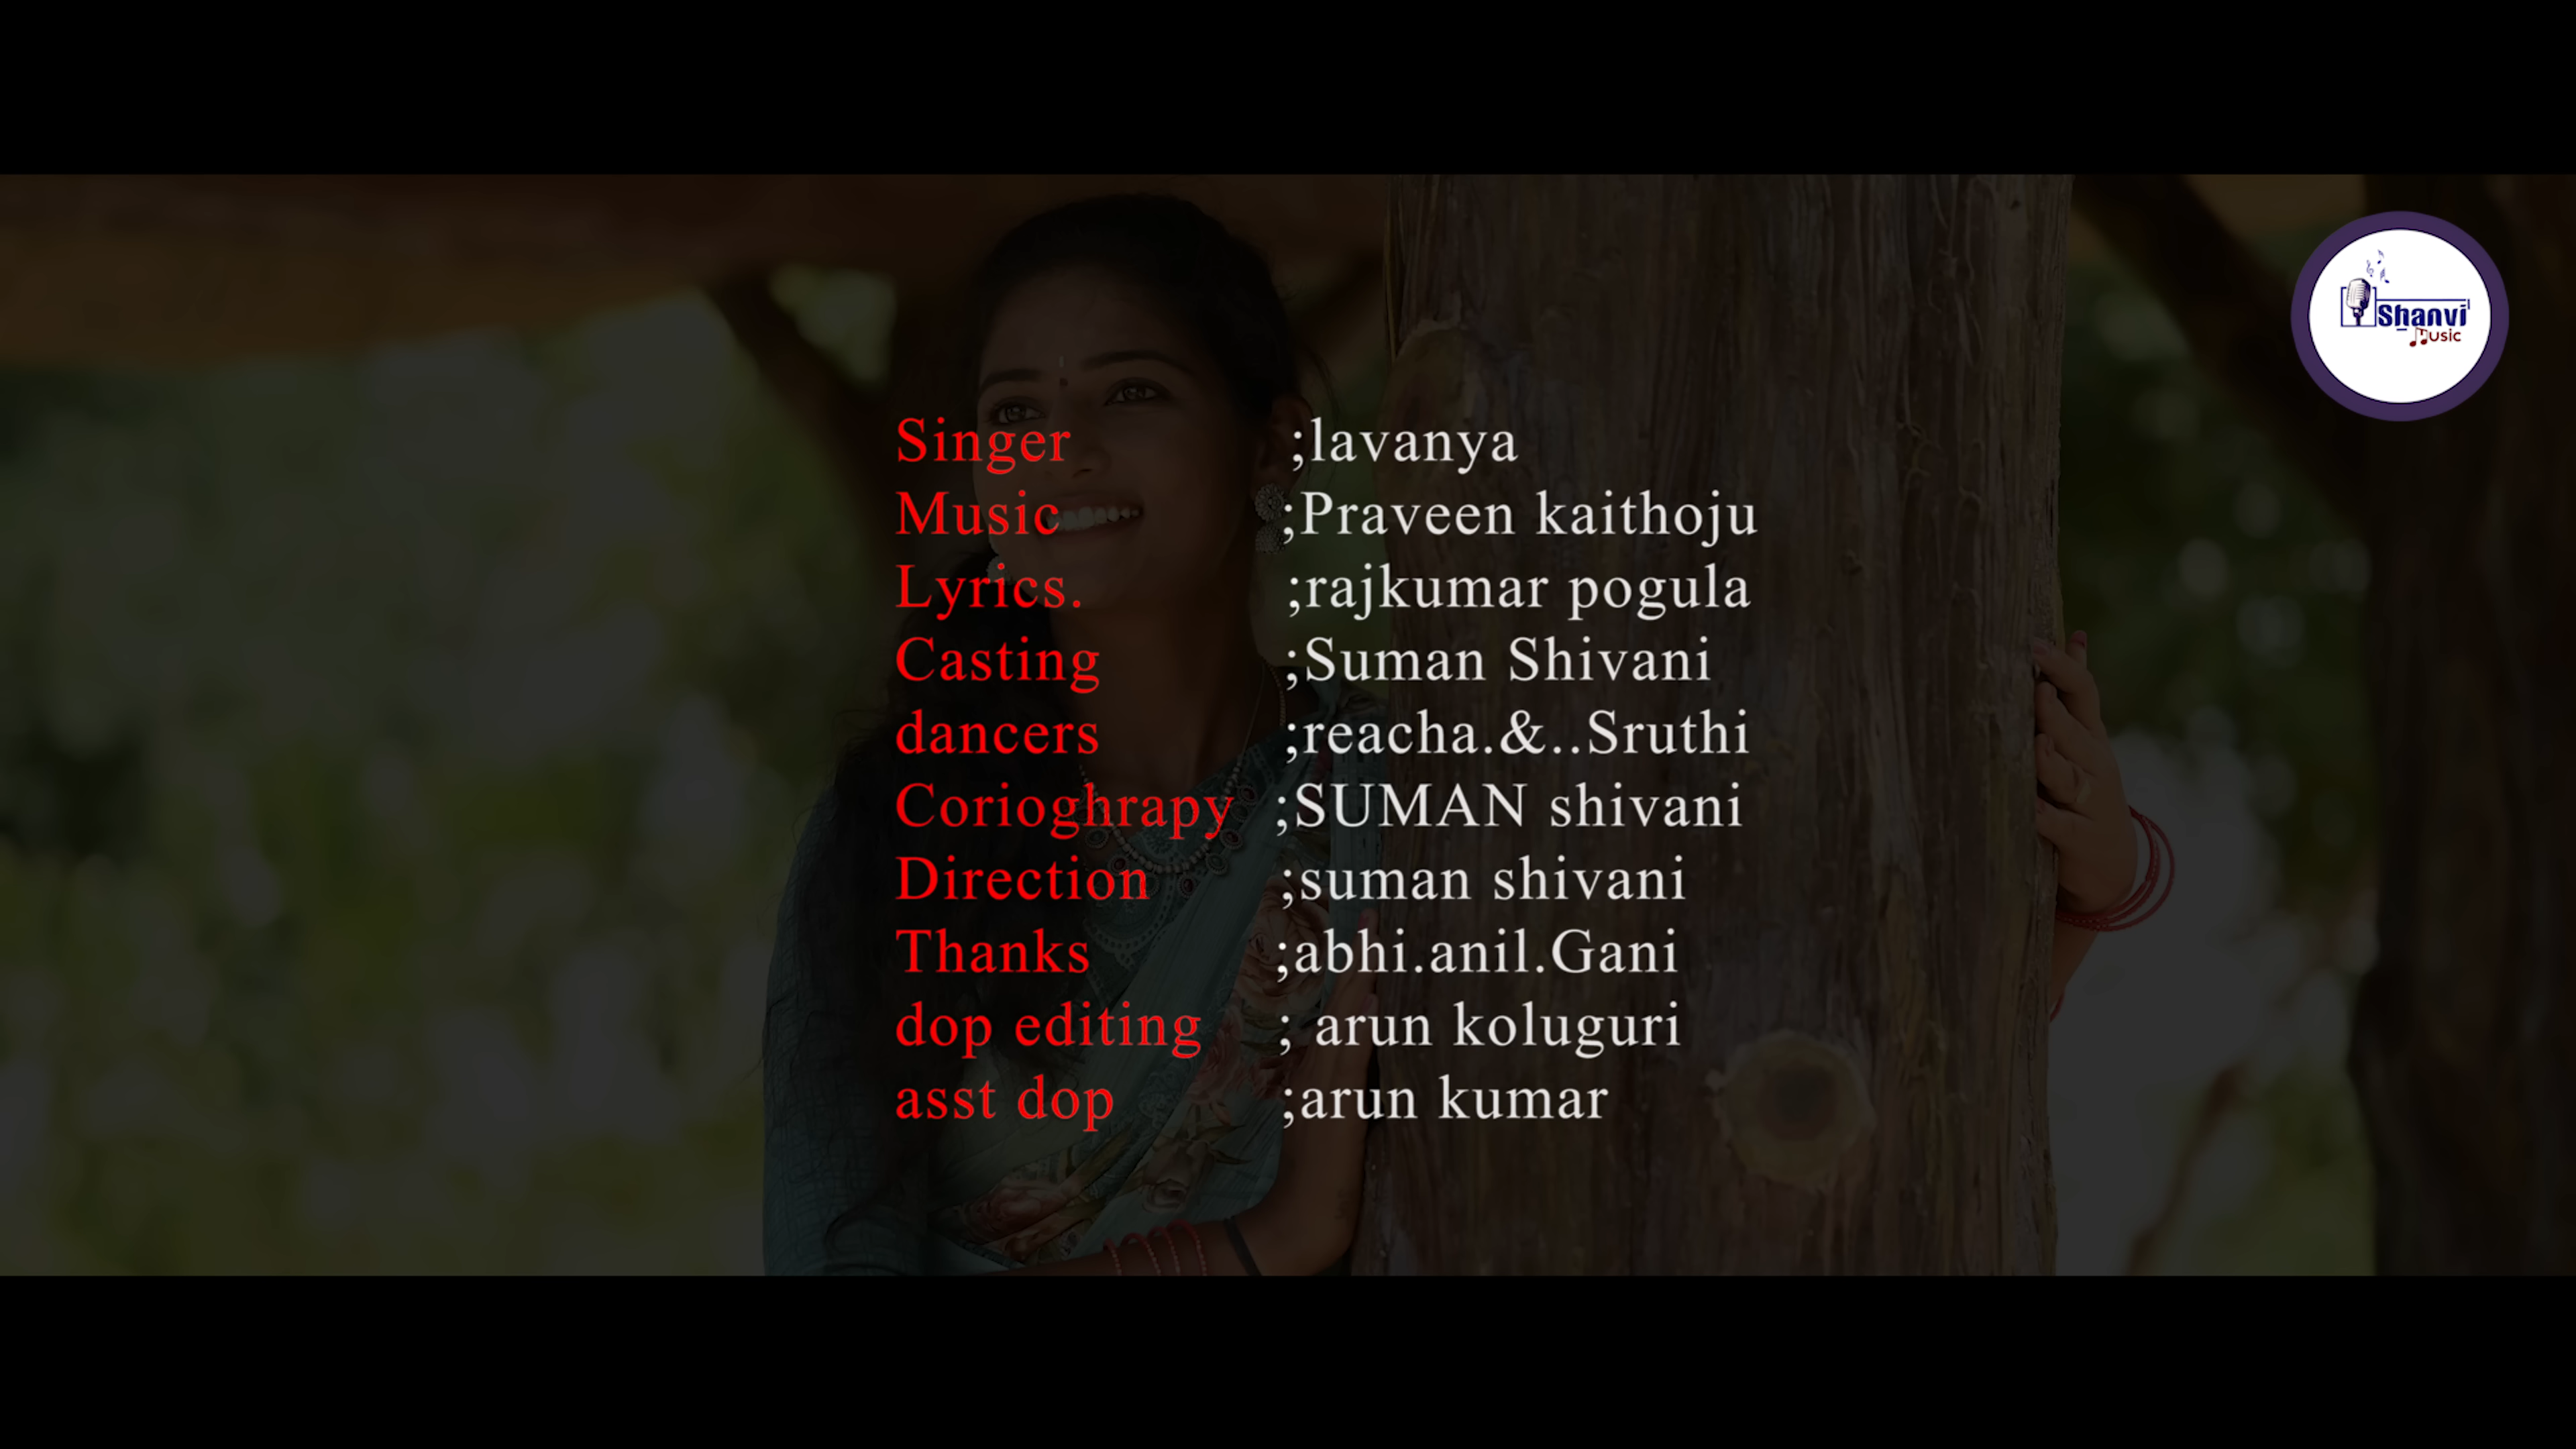 Shanvi
Music
Singer ;lavanya
Music ;Praveen kaithoju
Lyrics. ;rajkumar pogula
Casting ;Suman Shivani
dancers ;reacha.&..Sruthi
Corioghrapy ;SUMAN shivani
Direction ;suman shivani
Thanks ;abhi.anil.Gani
dop editing ; arun koluguri
asst dop ;arun kumar